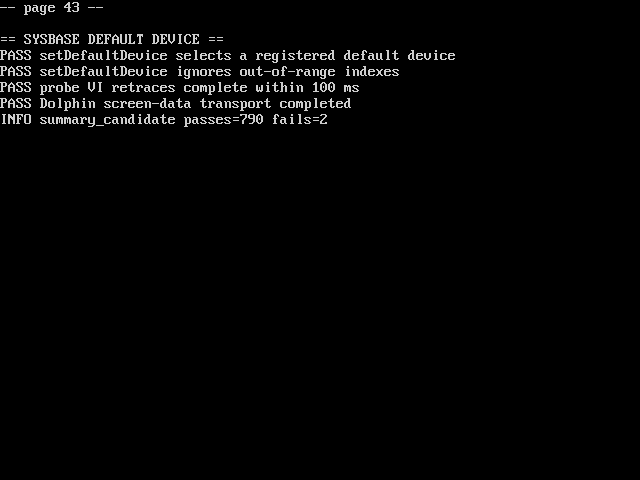 -- page 43 --
== SYSBASE DEFAULT DEVICE ==
PASS setDefaultDevice selects a registered default device
PASS setDefaultDevice ignores out-of-range indexes
PASS probe VI retraces complete within 100 ms
PASS Dolphin screen-data transport completed
INFO summary_candidate passes=790 fails=2